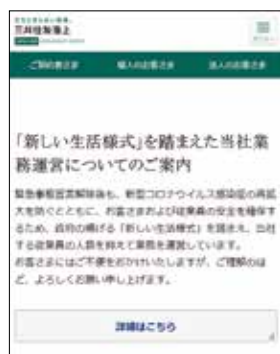 三井住友海上
ご契約者さま 個人のお客さま 法人のお客さま
「新しい生活様式」を踏まえた当社業
務運営についてのご案内
緊急事態宣言解除後も、新型コロナウイルス感染症の再拡
大を防ぐとともに、お客さまおよび従業員の安全を確保す
るため、政府の掲げる「新しい生活様式」を踏まえ、当社
する従業員の人数を抑えて業務を運営しています。
お客さまにはご不便をおかけいたしますが、ご理解のほ
ど、よろしくお願い申し上げます。
詳細はこちら